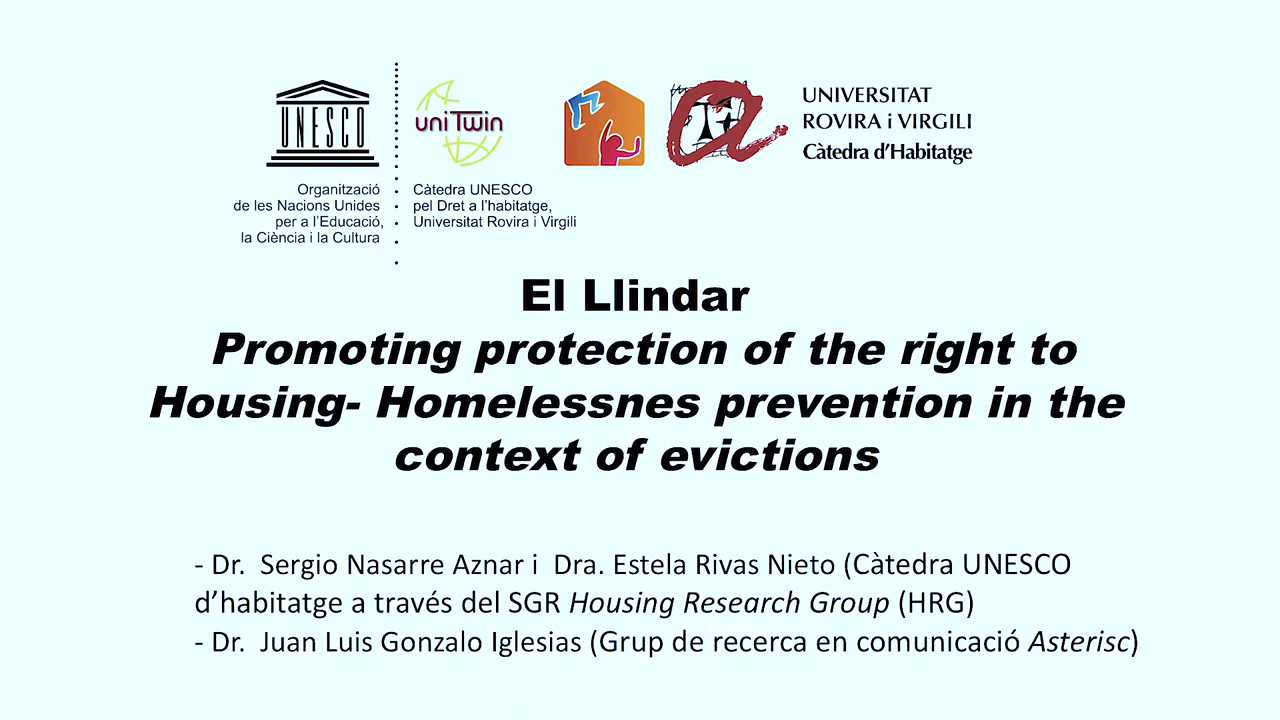 UNESCO
uniTwin
UNIVERSITAT
ROVIRA i VIRGILI
Càtedra d'Habitatge
Organització
de les Nacions Unides
per a l'Educació,
la Ciència i la Cultura
Càtedra UNESCO
pel Dret a l'habitatge,
Universitat Rovira i Virgili
El Llindar
Promoting protection of the right to
Housing- Homelessnes prevention in the
context of evictions
- Dr. Sergio Nasarre Aznar i Dra. Estela Rivas Nieto (Càtedra UNESCO
d’habitatge a través del SGR Housing Research Group (HRG)
- Dr. Juan Luis Gonzalo Iglesias (Grup de recerca en comunicació Asterisc)